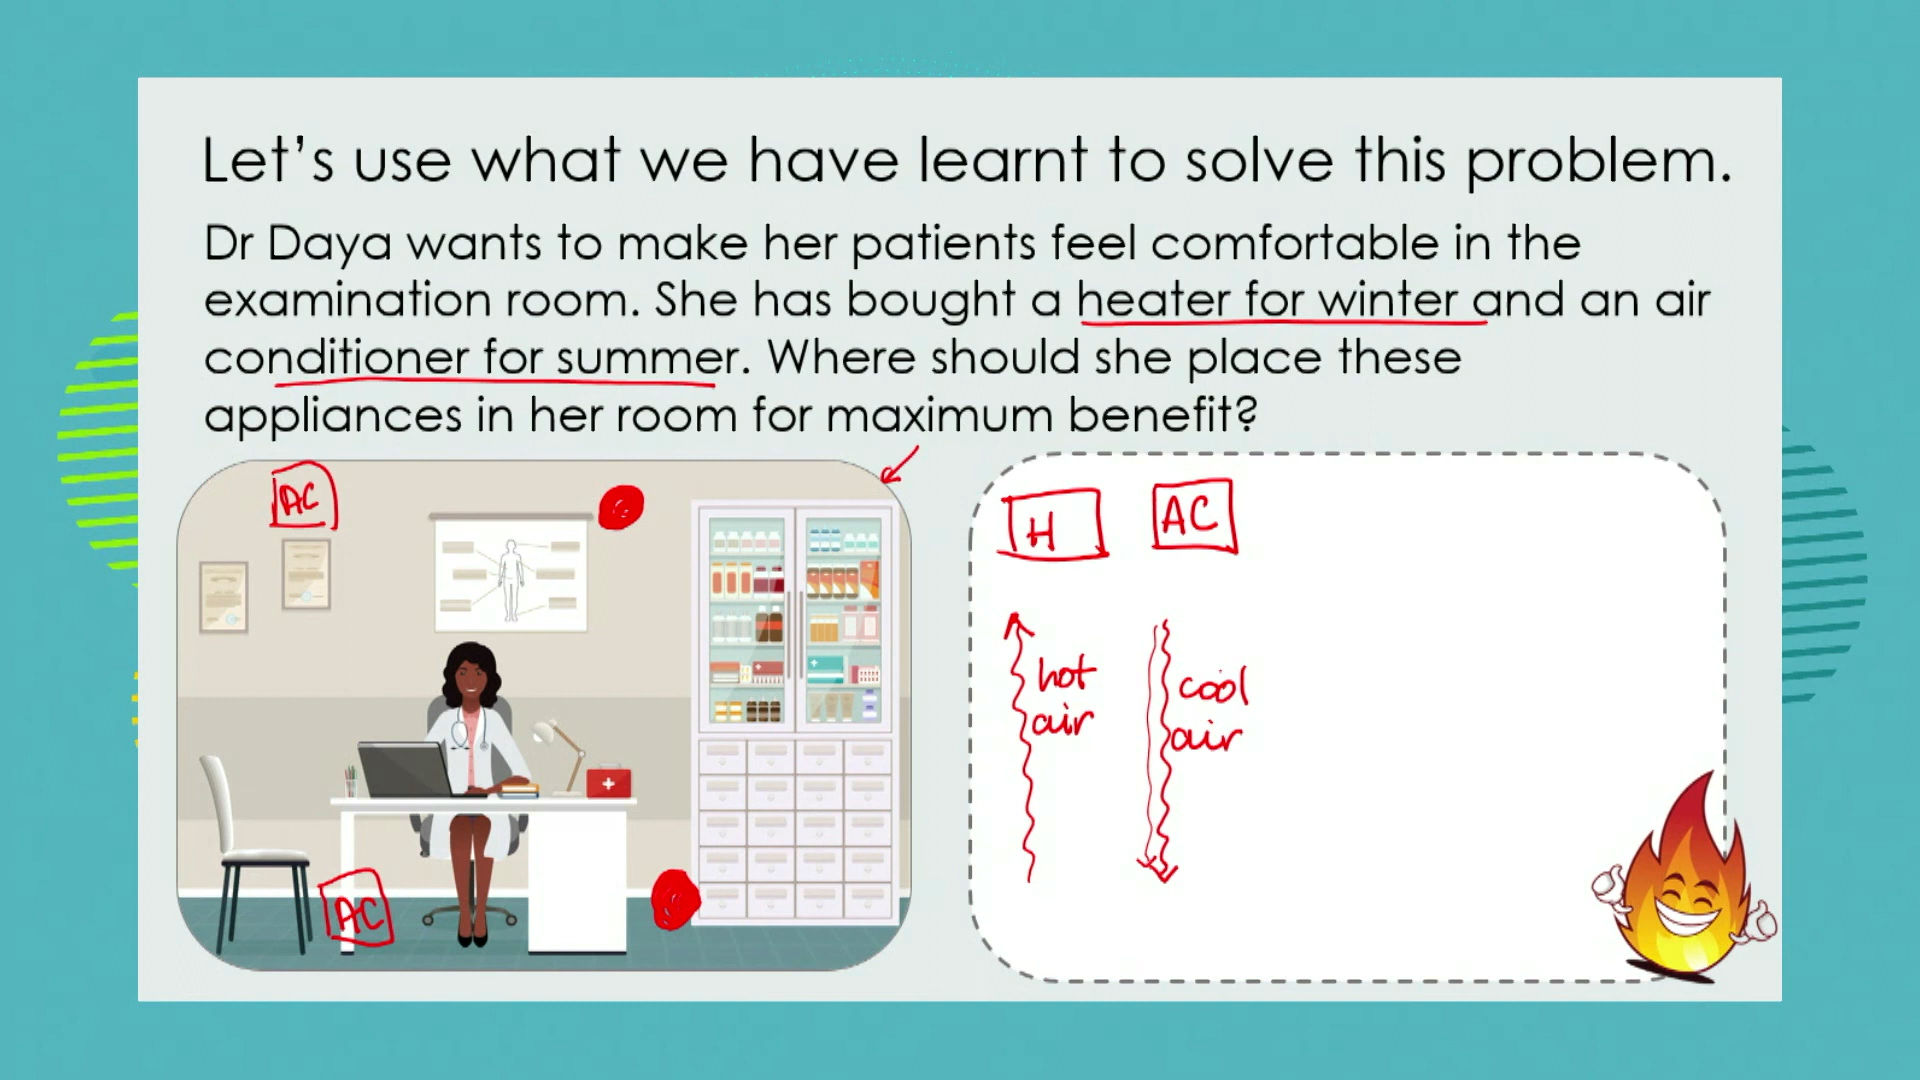 Let's use what we have learnt to solve this problem.
Dr Daya wants to make her patients feel comfortable in the
examination room. She has bought a heater for winter and an air
conditioner for summer. Where should she place these
appliances in her room for maximum benefit?
AC
AC
H
AC
hot
air
cool
air